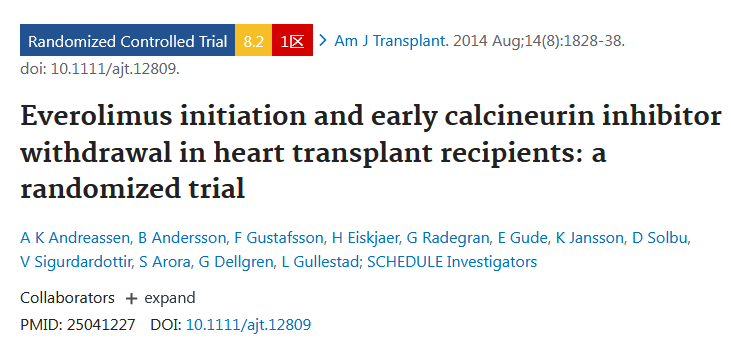 Randomized Controlled Trial 8.2 1区 > Am J Transplant. 2014 Aug;14(8):1828-38.
doi: 10.1111/ajt.12809.
Everolimus initiation and early calcineurin inhibitor
withdrawal in heart transplant recipients: a
randomized trial
A K Andreassen, B Andersson, F Gustafsson, H Eiskjaer, G Radegran, E Gude, K Jansson, D Solbu,
V Sigurdardottir, S Arora, G Dellgren, L Gullestad; SCHEDULE Investigators
Collaborators + expand
PMID: 25041227 DOI: 10.1111/ajt.12809